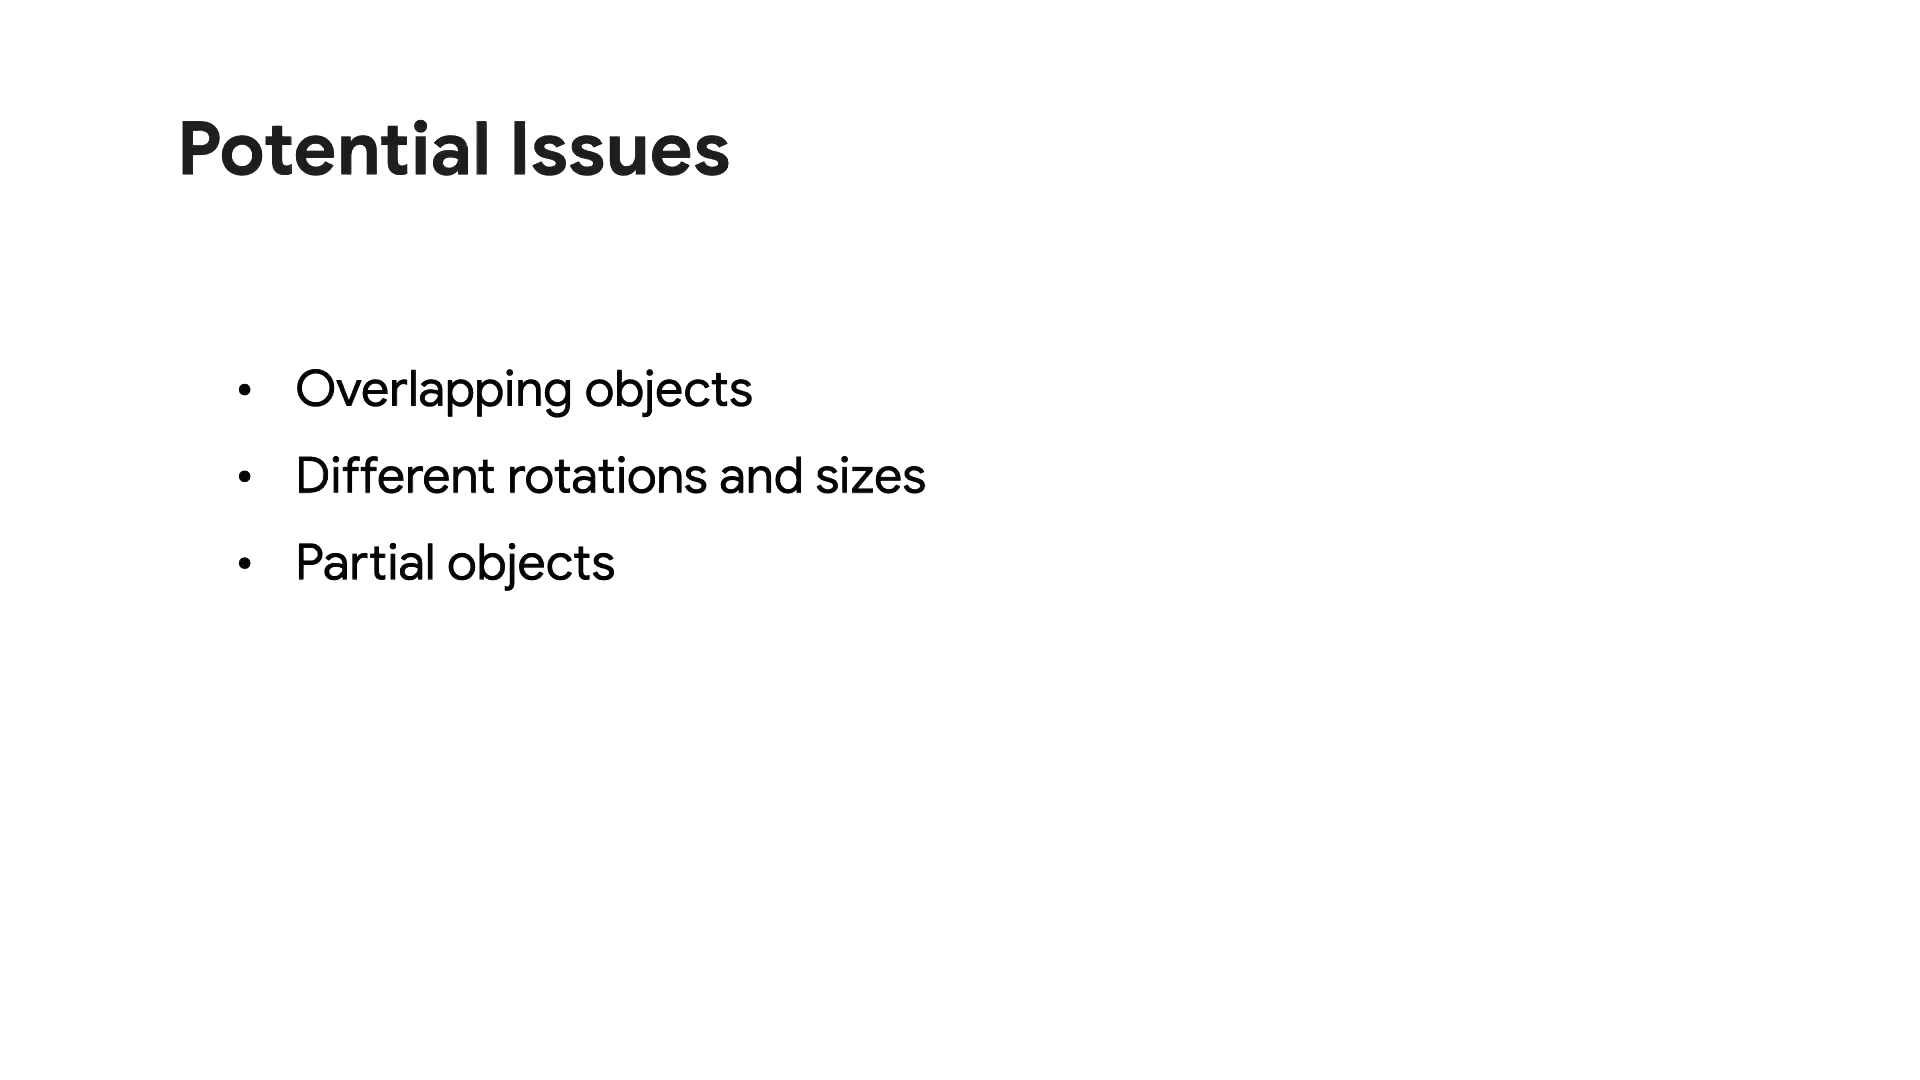 Potential Issues
• Overlapping objects
• Different rotations and sizes
• Partial objects